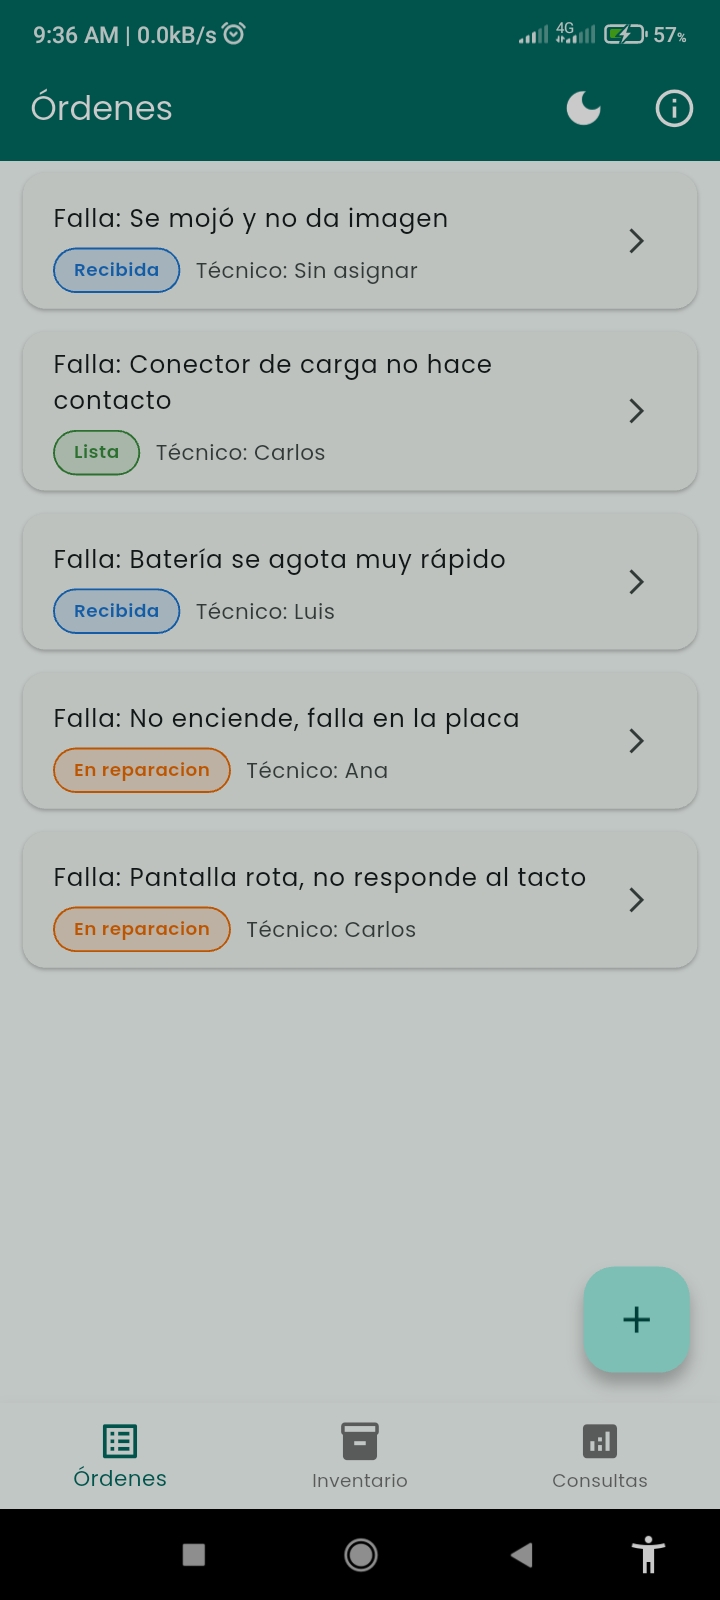 9:36 AM | 0.0kB/s
4G
57%
Órdenes
Falla: Se mojó y no da imagen
Recibida Técnico: Sin asignar
Falla: Conector de carga no hace
contacto
Lista Técnico: Carlos
Falla: Batería se agota muy rápido
Recibida Técnico: Luis
Falla: No enciende, falla en la placa
En reparacion Técnico: Ana
Falla: Pantalla rota, no responde al tacto
En reparacion Técnico: Carlos
Órdenes Inventario Consultas